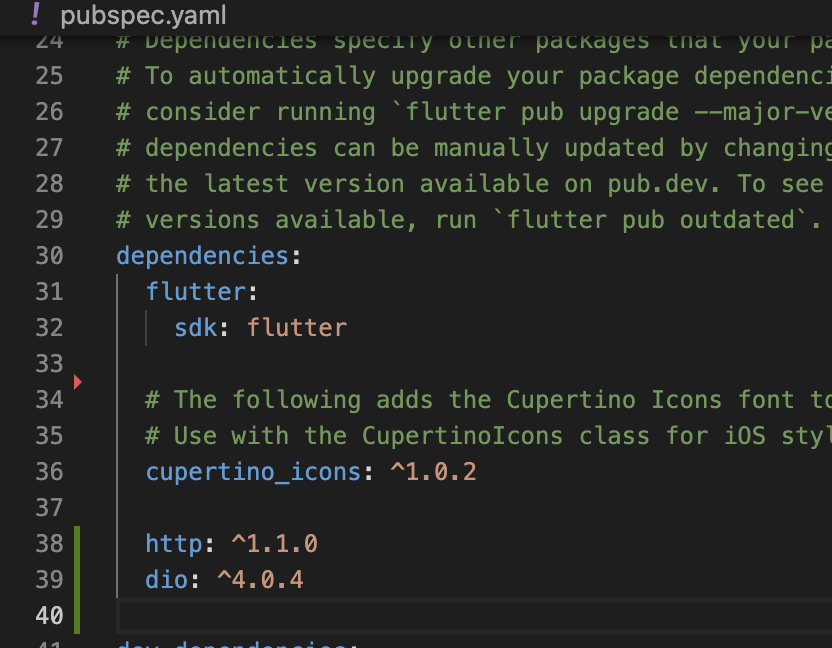 ! pubspec.yaml
24 # Dependencies specify other packages that your pa
25 # To automatically upgrade your package dependenci
26 # consider running `flutter pub upgrade --major-ve
27 # dependencies can be manually updated by changing
28 # the latest version available on pub.dev. To see
29 # versions available, run `flutter pub outdated`.
30 dependencies:
31 flutter:
32 sdk: flutter
33
34 # The following adds the Cupertino Icons font to
35 # Use with the CupertinoIcons class for iOS styl
36 cupertino_icons: ^1.0.2
37
38 http: ^1.1.0
39 dio: ^4.0.4
40
41 dev_dependencies: